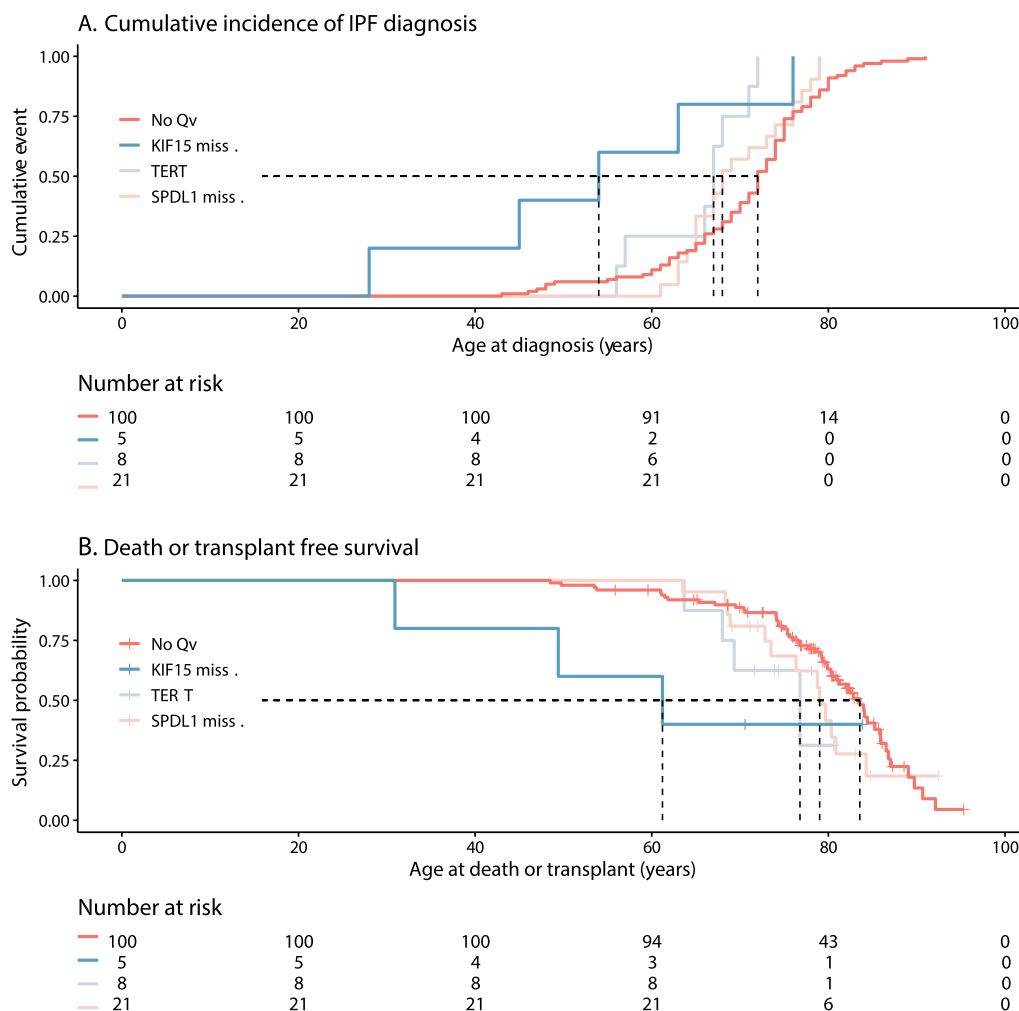 A. Cumulative incidence of IPF diagnosis
Cumulative event
1.00
0.75
0.50
0.25
0.00
No Qv
KIF15 miss .
TERT
SPDL1 miss .
0 20 40 60 80 100
Age at diagnosis (years)
Number at risk
100 100 100 91 14 0
5 5 4 2 0 0
8 8 8 6 0 0
21 21 21 21 0 0
B. Death or transplant free survival
Survival probability
1.00
0.75
0.50
0.25
0.00
No Qv
KIF15 miss .
TER T
SPDL1 miss .
0 20 40 60 80 100
Age at death or transplant (years)
Number at risk
100 100 100 94 43 0
5 5 4 3 1 0
8 8 8 8 1 0
21 21 21 21 6 0